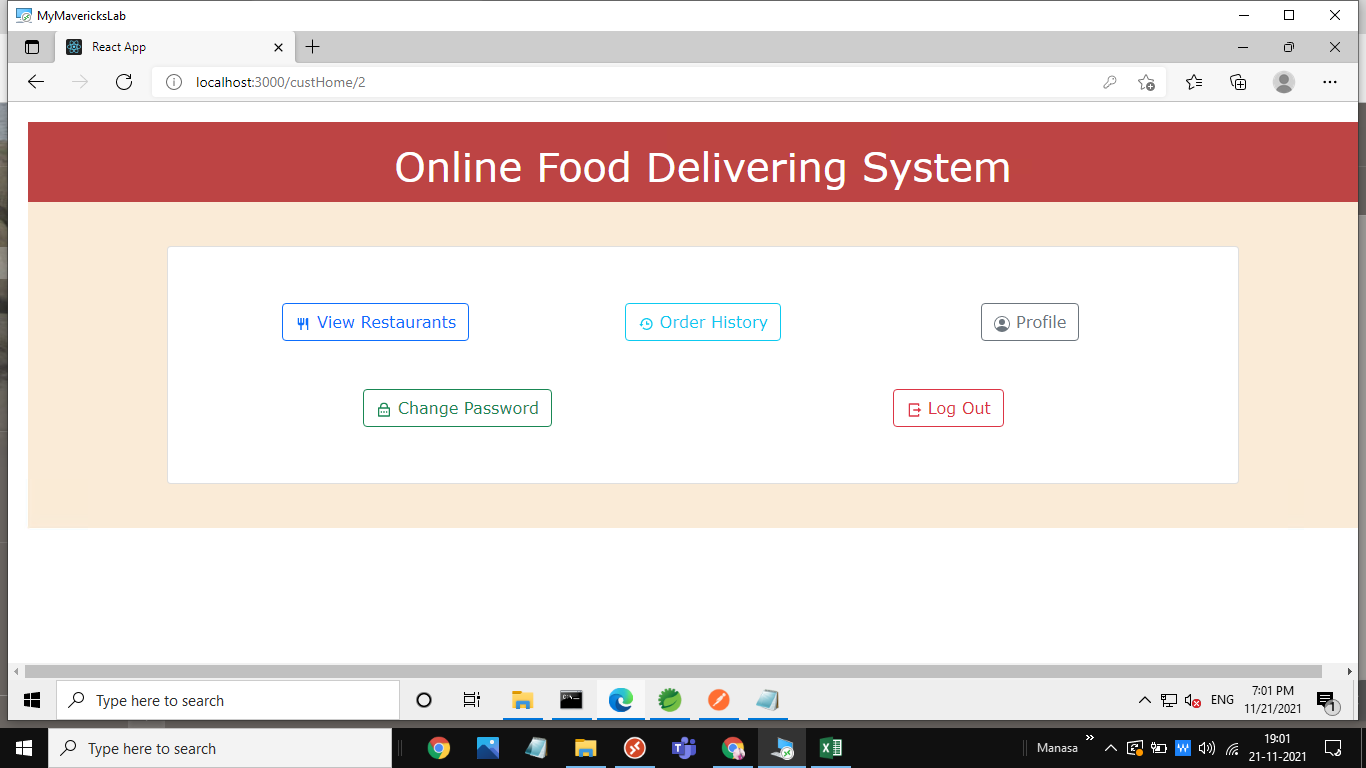 MyMavericksLab
React App
localhost:3000/custHome/2
Online Food Delivering System
View Restaurants
Order History
Profile
Change Password
Log Out
Type here to search
ENG
7:01 PM
11/21/2021
1
Type here to search
Manasa
19:01
21-11-2021